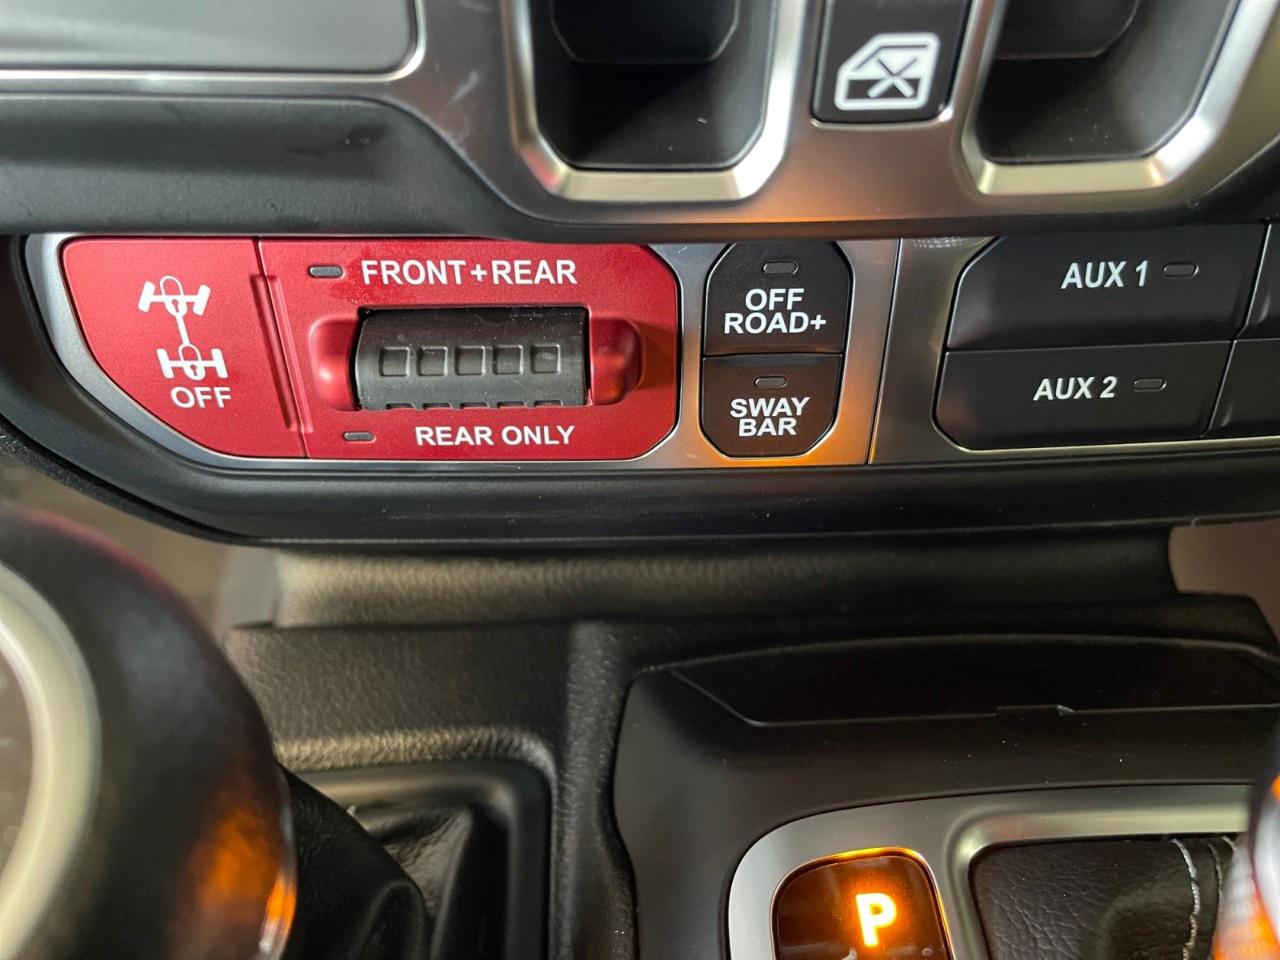 FRONT+REAR
OFF
REAR ONLY
OFF
ROAD+
SWAY
BAR
AUX 1
AUX 2
P